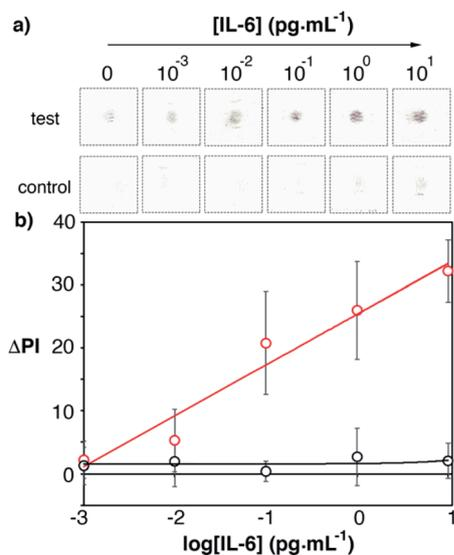 a)
[IL-6] (pg·mL⁻¹)
0 10⁻³ 10⁻² 10⁻¹ 10⁰ 10¹
test
control
b)
40
30
20
10
0
ΔPI
-3 -2 -1 0 1
log[IL-6] (pg·mL⁻¹)